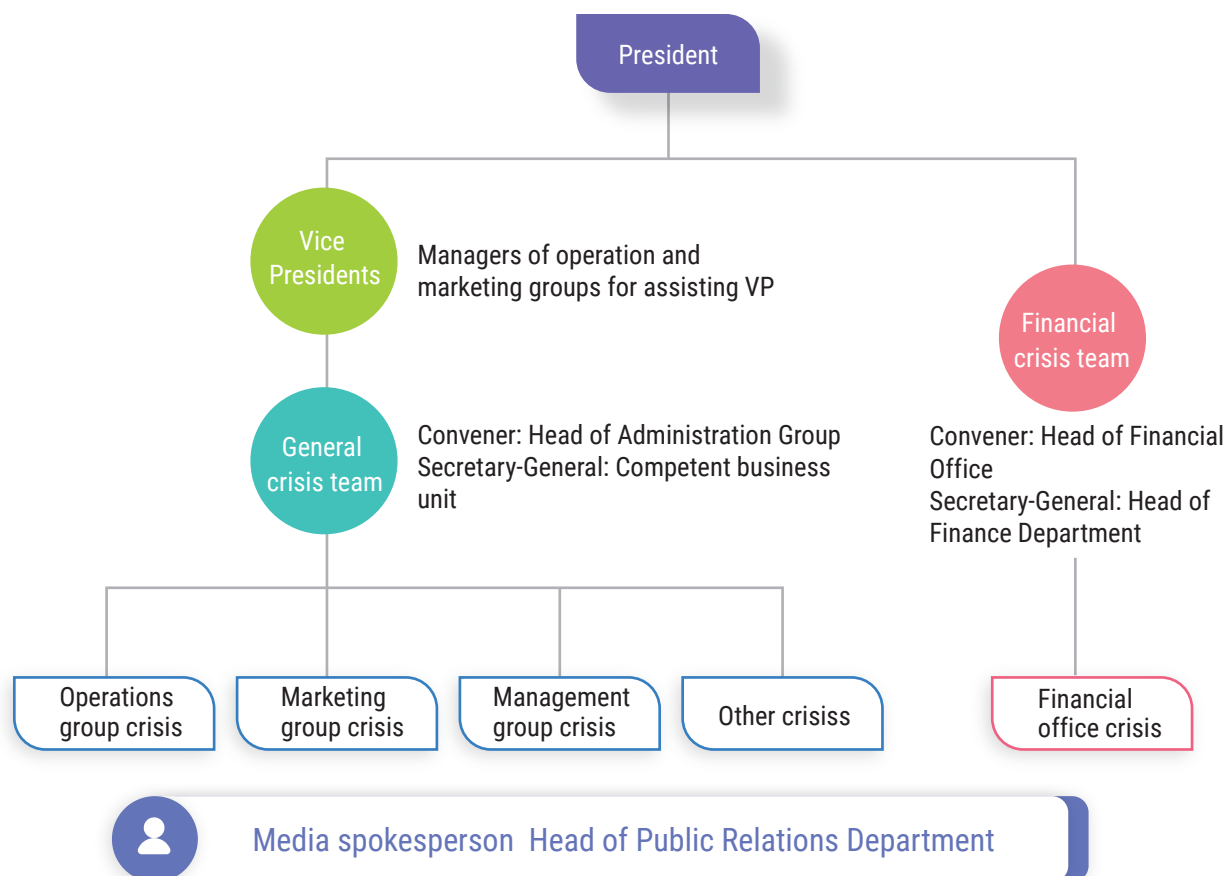 President
Vice
Presidents
Managers of operation and
marketing groups for assisting VP
Financial
crisis team
General
crisis team
Convener: Head of Administration Group
Secretary-General: Competent business
unit
Convener: Head of Financial
Office
Secretary-General: Head of
Finance Department
Operations
group crisis
Marketing
group crisis
Management
group crisis
Other crisiss
Financial
office crisis
Media spokesperson Head of Public Relations Department